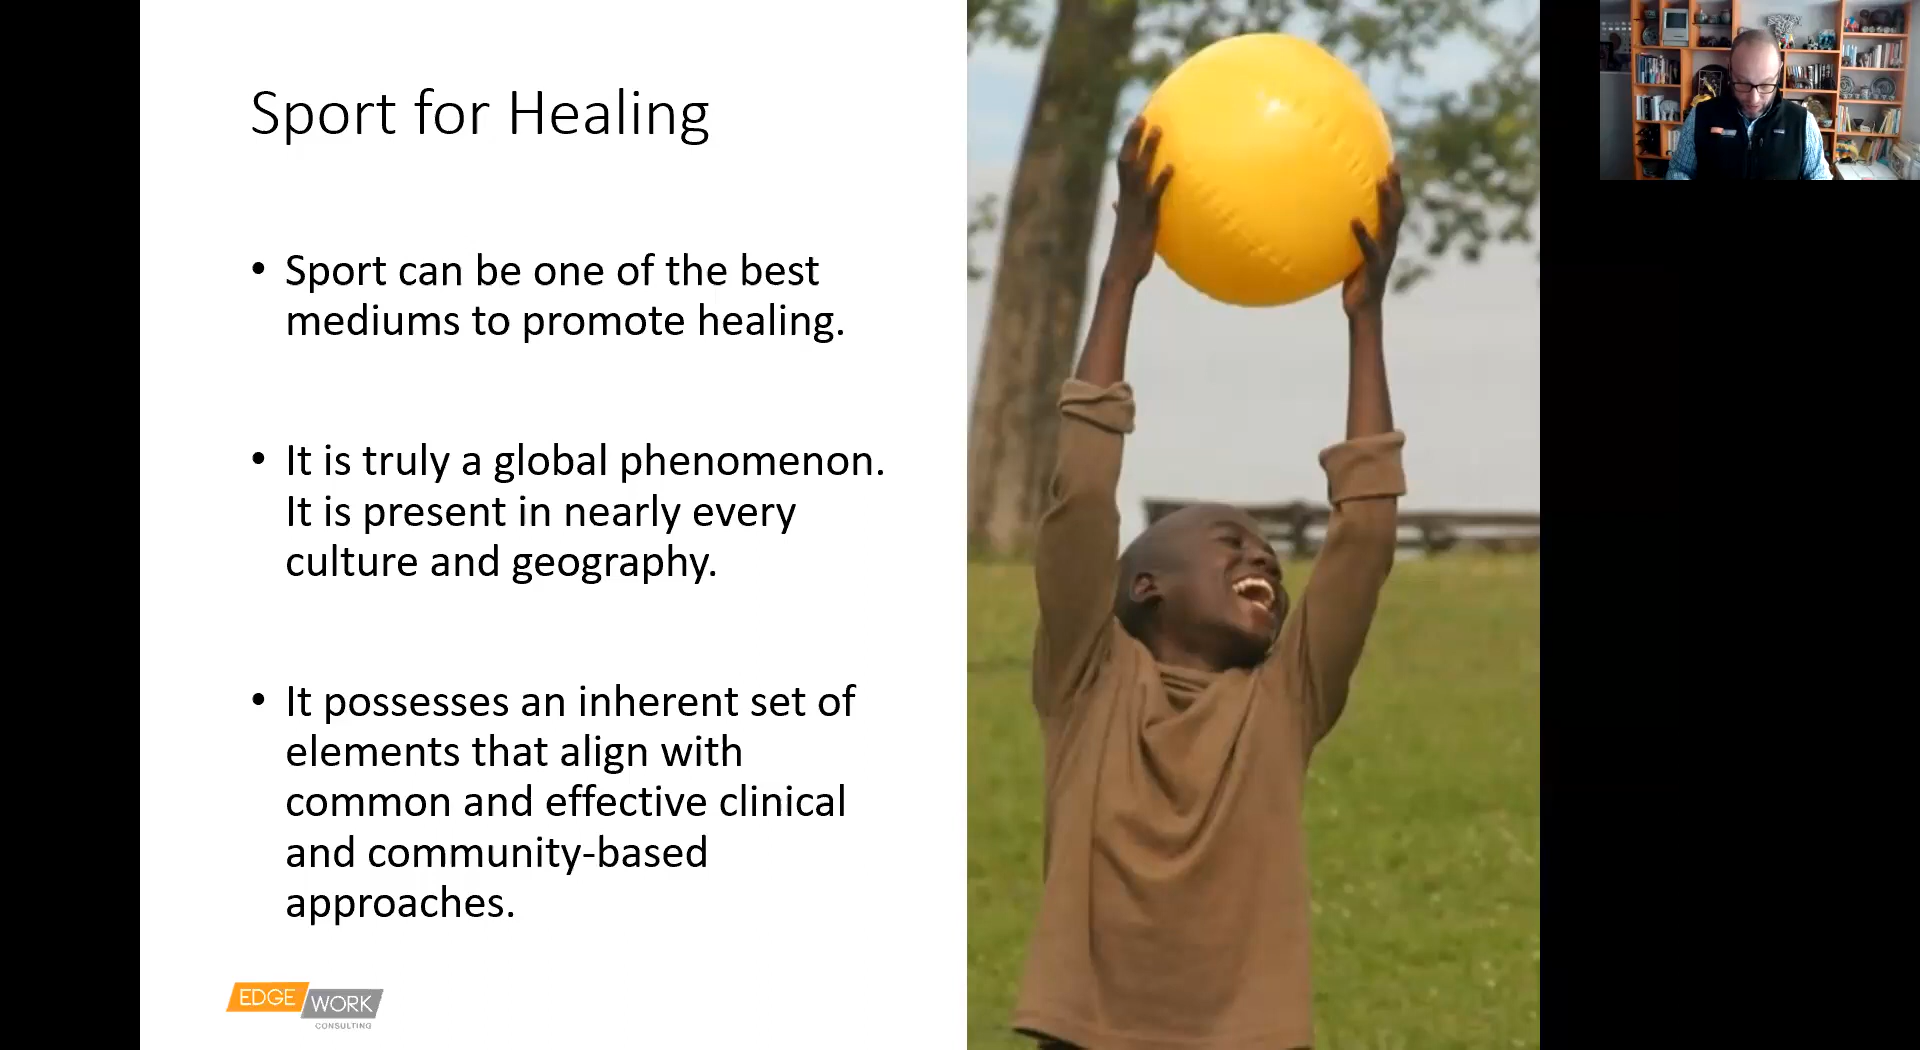 Sport for Healing
• Sport can be one of the best
mediums to promote healing.
• It is truly a global phenomenon.
It is present in nearly every
culture and geography.
• It possesses an inherent set of
elements that align with
common and effective clinical
and community-based
approaches.
EDGE WORK
CONSULTING